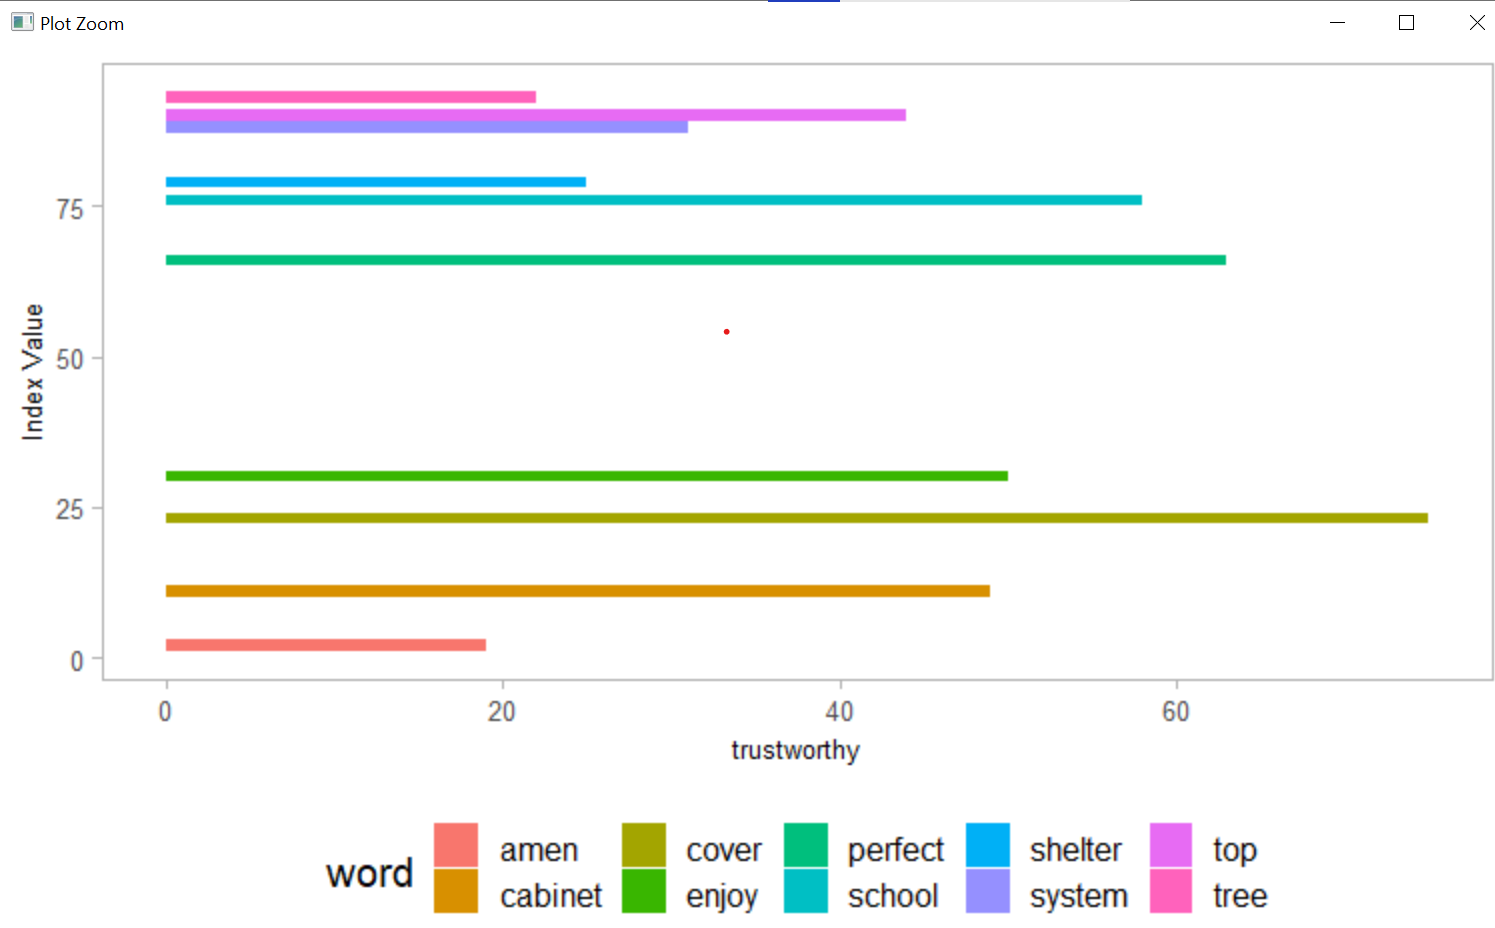 Plot Zoom
75
50
25
0
Index Value
0 20 40 60
trustworthy
word
amen cover perfect shelter top
cabinet enjoy school system tree